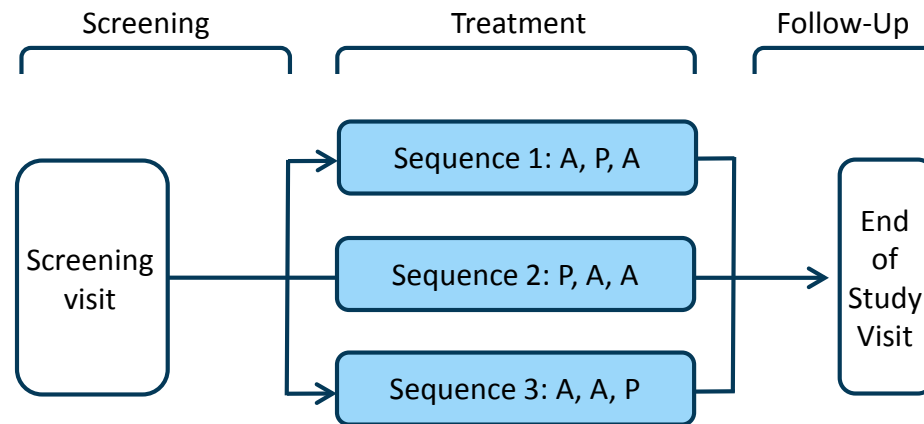 Screening
Treatment
Follow-Up
Screening
visit
Sequence 1: A, P, A
Sequence 2: P, A, A
Sequence 3: A, A, P
End
of
Study
Visit